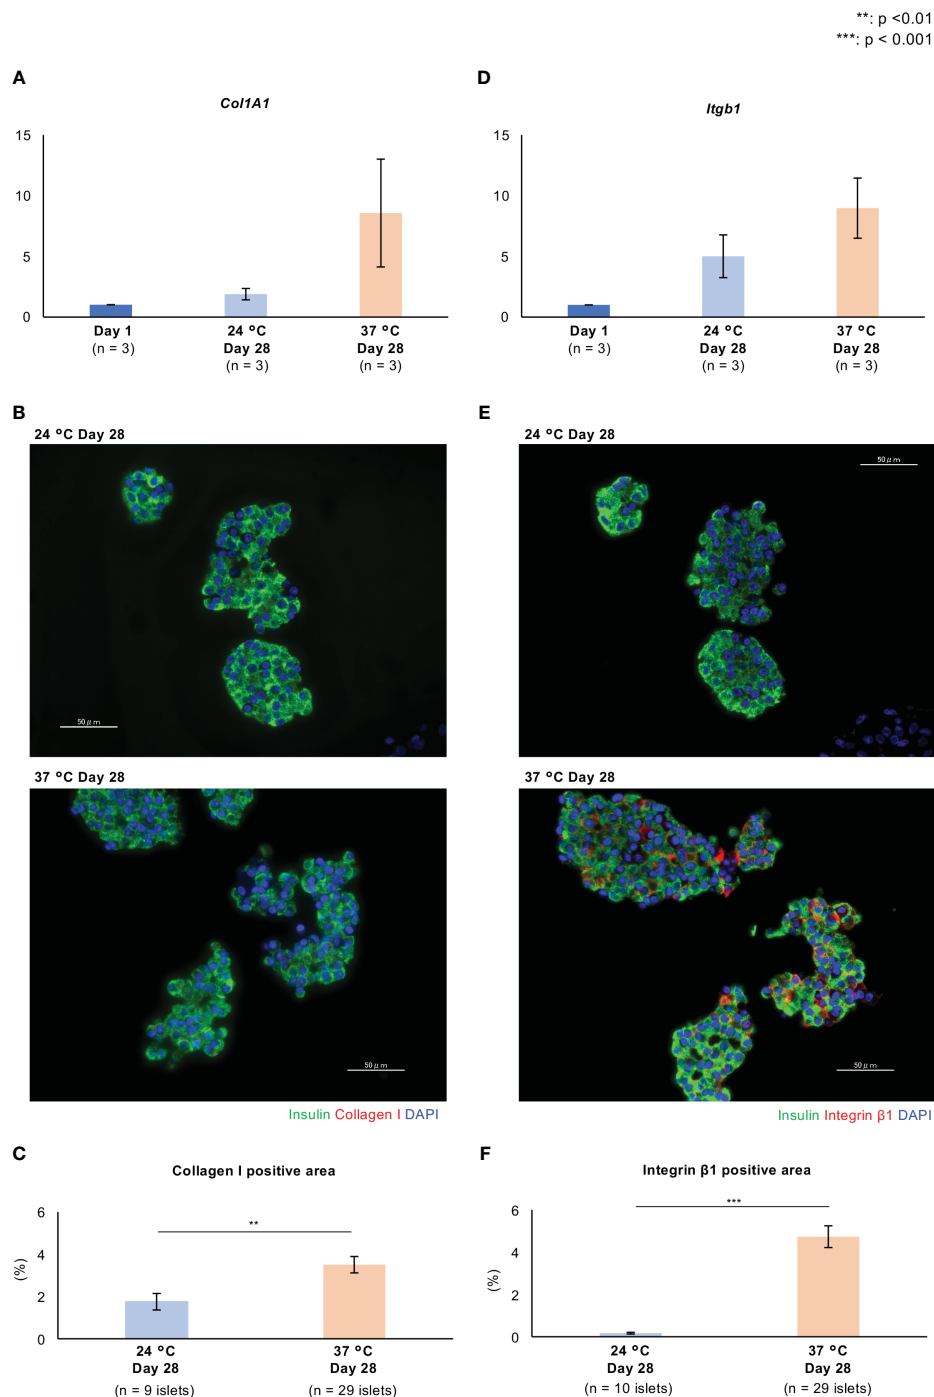 **: p <0.01
***: p < 0.001
A
Col1A1
15
10
5
0
Day 1
(n = 3)
24 °C
Day 28
(n = 3)
37 °C
Day 28
(n = 3)
D
Itgb1
15
10
5
0
Day 1
(n = 3)
24 °C
Day 28
(n = 3)
37 °C
Day 28
(n = 3)
B
24 °C Day 28
50μm
37 °C Day 28
50μm
Insulin Collagen I DAPI
E
24 °C Day 28
50μm
37 °C Day 28
50μm
Insulin Integrin β1 DAPI
C
Collagen I positive area
(%)
6
4
2
0
**
24 °C
Day 28
(n = 9 islets)
37 °C
Day 28
(n = 29 islets)
F
Integrin β1 positive area
(%)
6
4
2
0
***
24 °C
Day 28
(n = 10 islets)
37 °C
Day 28
(n = 29 islets)